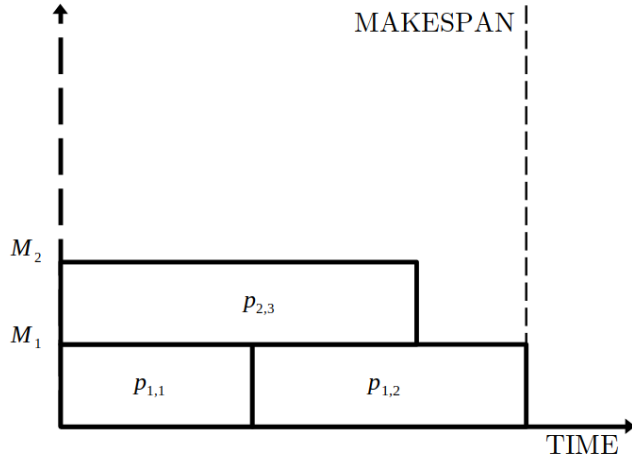 MAKESPAN
M₂
p₂,₃
M₁
p₁,₁ p₁,₂
TIME